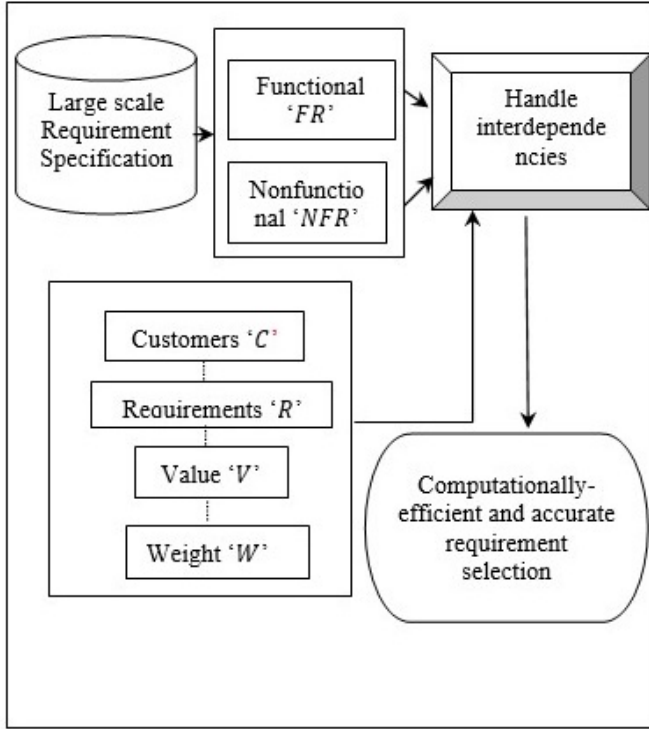 Large scale
Requirement
Specification
Functional
‘FR’
Nonfunctio
nal ‘NFR’
Handle
interdepende
ncies
Customers ‘C’
Requirements ‘R’
Value ‘V’
Weight ‘W’
Computationally-
efficient and accurate
requirement
selection